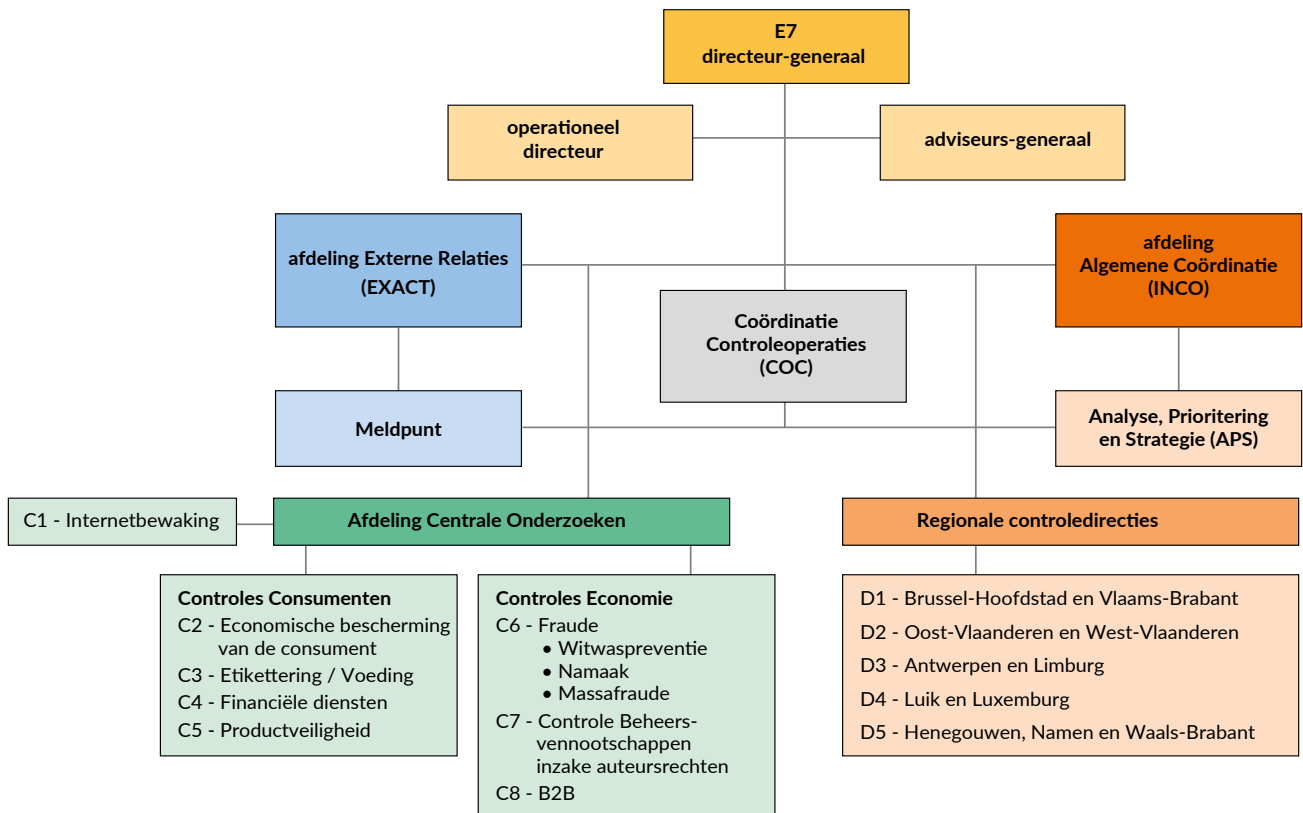 E7
directeur-generaal
operationeel
directeur
adviseurs-generaal
afdeling Externe Relaties
(EXACT)
afdeling
Algemene Coördinatie
(INCO)
Coördinatie
Controleoperaties
(COC)
Meldpunt
Analyse, Prioritering
en Strategie (APS)
C1 - Internetbewaking
Afdeling Centrale Onderzoeken
Regionale controledirecties
Controles Consumenten
C2 - Economische bescherming
van de consument
C3 - Etikettering / Voeding
C4 - Financiële diensten
C5 - Productveiligheid
Controles Economie
C6 - Fraude
• Witwaspreventie
• Namaak
• Massafraude
C7 - Controle Beheers-
vennootschappen
inzake auteursrechten
C8 - B2B
D1 - Brussel-Hoofdstad en Vlaams-Brabant
D2 - Oost-Vlaanderen en West-Vlaanderen
D3 - Antwerpen en Limburg
D4 - Luik en Luxemburg
D5 - Henegouwen, Namen en Waals-Brabant